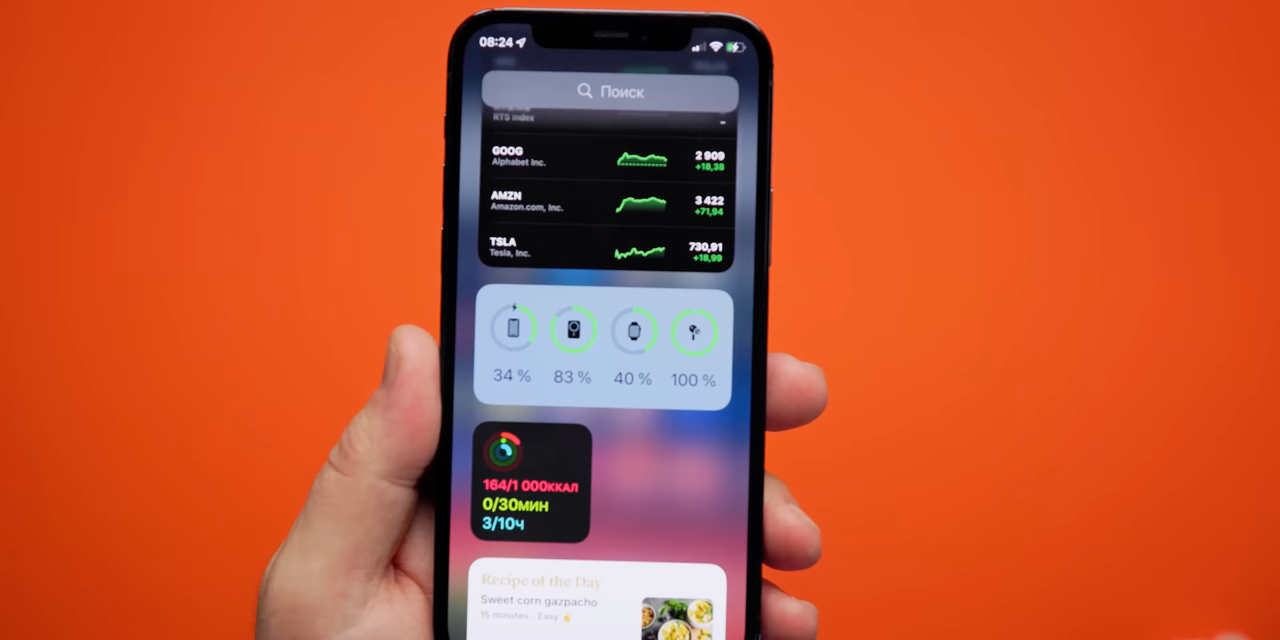 08:24
Поиск
RTS Index
GOOG
Alphabet Inc.
2 909
+18,38
AMZN
Amazon.com, Inc.
3 422
+71,94
TSLA
Tesla, Inc.
730,91
+18,99
34 % 83 % 40 % 100 %
164/1 000ККАЛ
0/30МИН
3/10Ч
Recipe of the Day
Sweet corn gazpacho
15 minutes - Easy